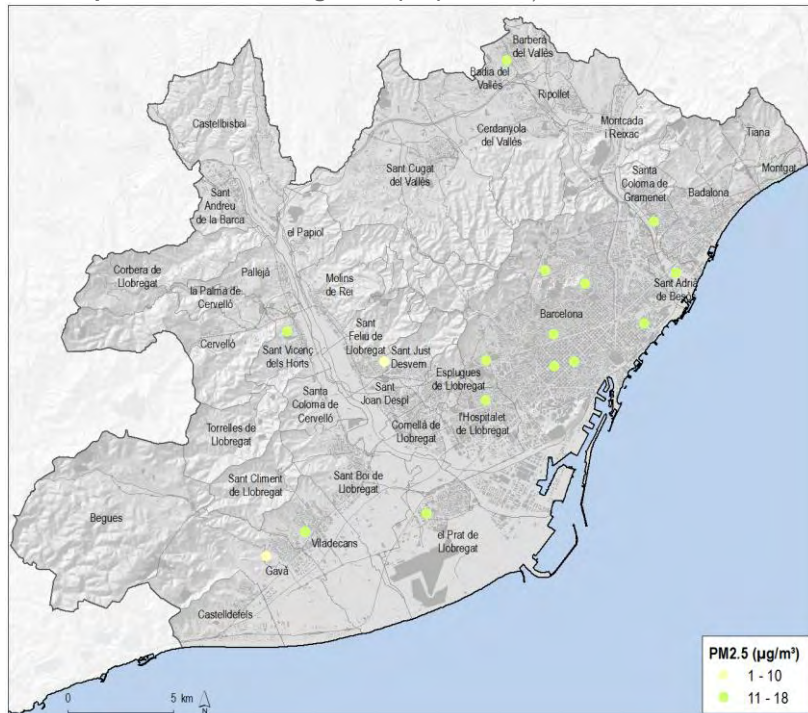 Barberà
del Vallès
Badia del
Vallès
Ripollet
Castellbisbal
Montcada
i Reixac
Cerdanyola
del Vallès
Tiana
Sant Cugat
del Vallès
Santa
Coloma de
Gramenet
Montgat
Badalona
Sant
Andreu
de la Barca
el Papiol
Corbera de
Llobregat
Pallejà
Molins
de Rei
la Palma de
Cervelló
Sant Adrià
de Besòs
Barcelona
Sant
Feliu de
Llobregat
Cervelló
Sant Vicenç
dels Horts
Sant Just
Desvern
Esplugues de
Llobregat
Santa
Coloma de
Cervelló
Sant
Joan Despí
Cornellà de
Llobregat
l'Hospitalet
de Llobregat
Torrelles de
Llobregat
Sant Climent
de Llobregat
Sant Boi de
Llobregat
Begues
Viladecans
el Prat de
Llobregat
Gavà
Castelldefels
PM2.5 (µg/m³)
1 - 10
11 - 18
0 5 km
N